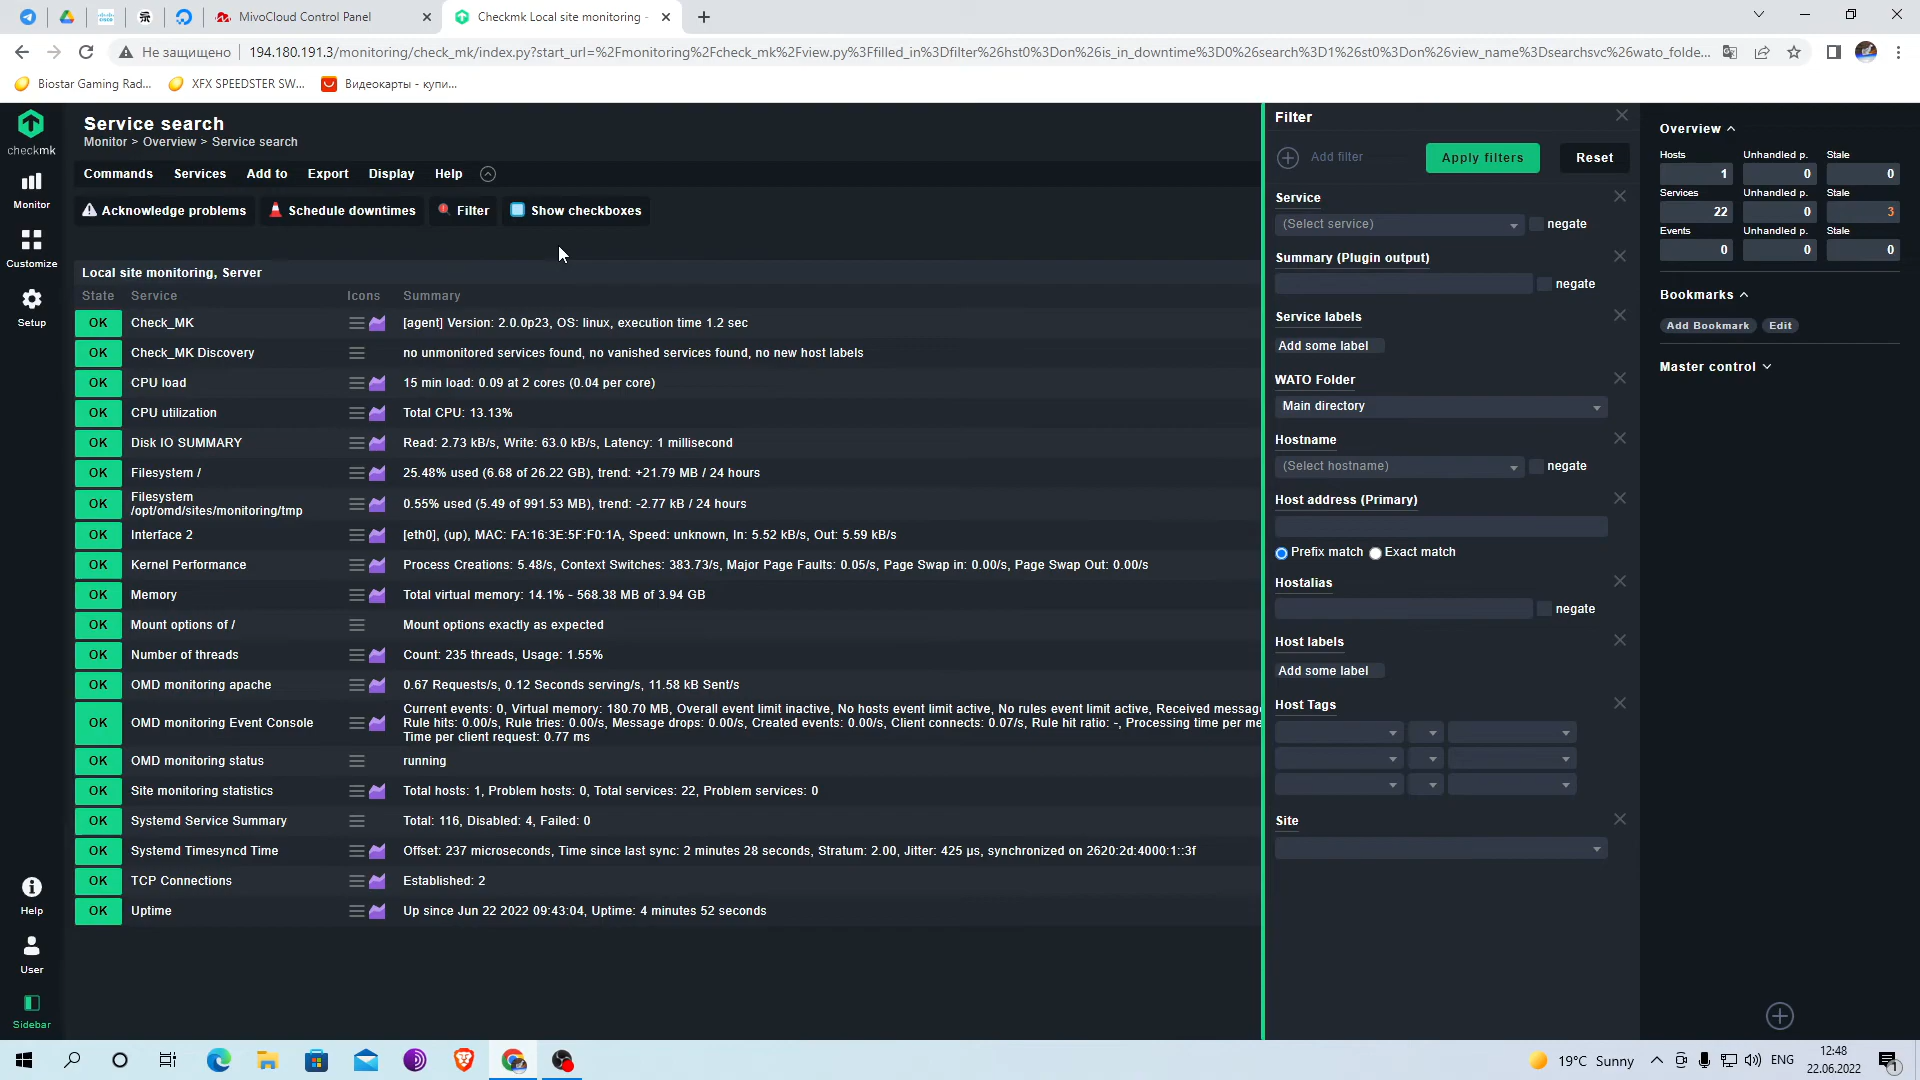 MivoCloud Control Panel
Checkmk Local site monitoring -
Не защищено
194.180.191.3/monitoring/check_mk/index.py?start_url=%2Fmonitoring%2Fcheck_mk%2Fview.py%3Ffilled_in%3Dfilter%26hst0%3Don%26is_in_downtime%3D0%26search%3D1%26st0%3Don%26view_name%3Dsearchsvc%26wato_folde...
Biostar Gaming Rad...
XFX SPEEDSTER SW...
Видеокарты - купи...
checkmk
Monitor
Customize
Setup
Help
User
Sidebar
Service search
Monitor > Overview > Service search
Commands Services Add to Export Display Help
Acknowledge problems Schedule downtimes Filter Show checkboxes
Local site monitoring, Server
State Service Icons Summary
OK Check_MK [agent] Version: 2.0.0p23, OS: linux, execution time 1.2 sec
OK Check_MK Discovery no unmonitored services found, no vanished services found, no new host labels
OK CPU load 15 min load: 0.09 at 2 cores (0.04 per core)
OK CPU utilization Total CPU: 13.13%
OK Disk IO SUMMARY Read: 2.73 kB/s, Write: 63.0 kB/s, Latency: 1 millisecond
OK Filesystem / 25.48% used (6.68 of 26.22 GB), trend: +21.79 MB / 24 hours
OK Filesystem
/opt/omd/sites/monitoring/tmp 0.55% used (5.49 of 991.53 MB), trend: -2.77 kB / 24 hours
OK Interface 2 [eth0], (up), MAC: FA:16:3E:5F:F0:1A, Speed: unknown, In: 5.52 kB/s, Out: 5.59 kB/s
OK Kernel Performance Process Creations: 5.48/s, Context Switches: 383.73/s, Major Page Faults: 0.05/s, Page Swap in: 0.00/s, Page Swap Out: 0.00/s
OK Memory Total virtual memory: 14.1% - 568.38 MB of 3.94 GB
OK Mount options of / Mount options exactly as expected
OK Number of threads Count: 235 threads, Usage: 1.55%
OK OMD monitoring apache 0.67 Requests/s, 0.12 Seconds serving/s, 11.58 kB Sent/s
OK OMD monitoring Event Console Current events: 0, Virtual memory: 180.70 MB, Overall event limit inactive, No hosts event limit active, No rules event limit active, Received messag
Rule hits: 0.00/s, Rule tries: 0.00/s, Message drops: 0.00/s, Created events: 0.00/s, Client connects: 0.07/s, Rule hit ratio: -, Processing time per me
Time per client request: 0.77 ms
OK OMD monitoring status running
OK Site monitoring statistics Total hosts: 1, Problem hosts: 0, Total services: 22, Problem services: 0
OK Systemd Service Summary Total: 116, Disabled: 4, Failed: 0
OK Systemd Timesyncd Time Offset: 237 microseconds, Time since last sync: 2 minutes 28 seconds, Stratum: 2.00, Jitter: 425 µs, synchronized on 2620:2d:4000:1::3f
OK TCP Connections Established: 2
OK Uptime Up since Jun 22 2022 09:43:04, Uptime: 4 minutes 52 seconds
Filter
Add filter Apply filters Reset
Service
(Select service) negate
Summary (Plugin output)
negate
Service labels
Add some label
WATO Folder
Main directory
Hostname
(Select hostname) negate
Host address (Primary)
Prefix match Exact match
Hostalias
negate
Host labels
Add some label
Host Tags
Site
Overview
Hosts Unhandled p. Stale
1 0 0
Services Unhandled p. Stale
22 0 3
Events Unhandled p. Stale
0 0 0
Bookmarks
Add Bookmark Edit
Master control
19°C Sunny
ENG
12:48
22.06.2022
1